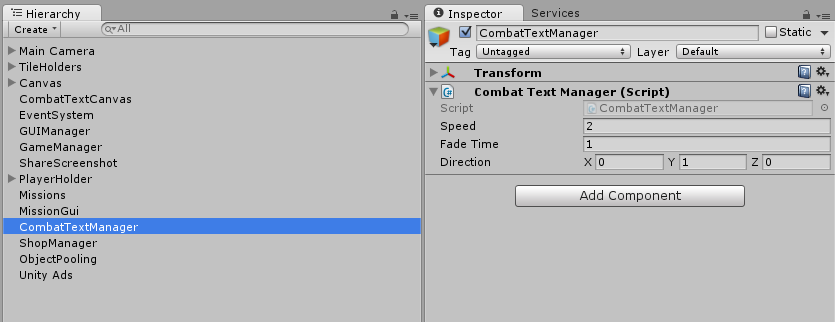 Hierarchy
Create
All
Main Camera
TileHolders
Canvas
CombatTextCanvas
EventSystem
GUIManager
GameManager
ShareScreenshot
PlayerHolder
Missions
MissionGui
CombatTextManager
ShopManager
ObjectPooling
Unity Ads
Inspector Services
CombatTextManager Static
Tag Untagged Layer Default
Transform
C# Combat Text Manager (Script)
Script CombatTextManager
Speed 2
Fade Time 1
Direction X 0 Y 1 Z 0
Add Component